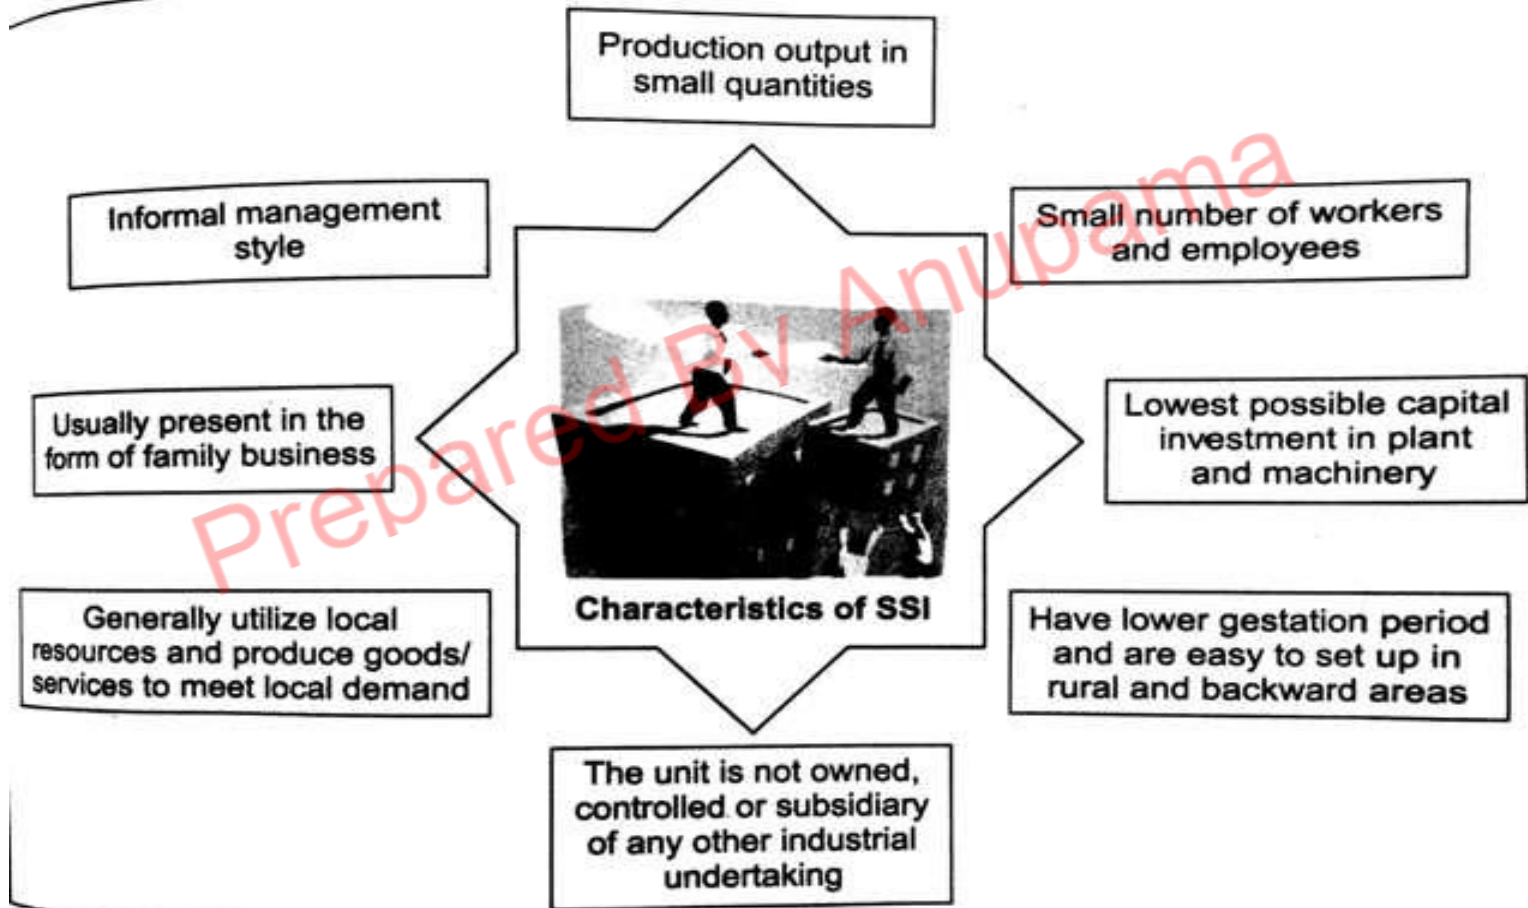 Production output in
small quantities
Informal management
style
Small number of workers
and employees
Usually present in the
form of family business
Lowest possible capital
investment in plant
and machinery
Prepared By Anupama
Characteristics of SSI
Generally utilize local
resources and produce goods/
services to meet local demand
Have lower gestation period
and are easy to set up in
rural and backward areas
The unit is not owned,
controlled or subsidiary
of any other industrial
undertaking